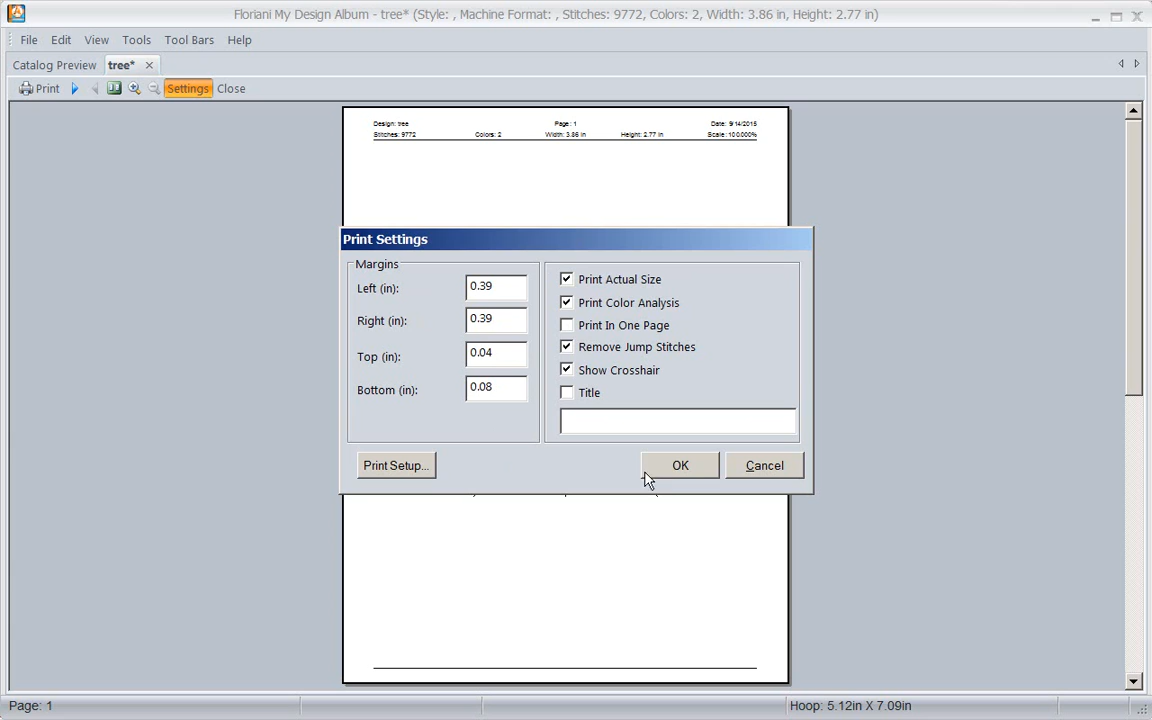 Floriani My Design Album - tree* (Style: , Machine Format: , Stitches: 9772, Colors: 2, Width: 3.86 in, Height: 2.77 in)
File Edit View Tools Tool Bars Help
Catalog Preview tree*
Print Settings Close
Design: tree Page: 1 Date: 9/14/2015
Stitches: 9772 Colors: 2 Width: 3.86 in Height: 2.77 in Scale: 100.000%
Print Settings
Margins
Left (in): 0.39
Right (in): 0.39
Top (in): 0.04
Bottom (in): 0.08
Print Actual Size
Print Color Analysis
Print In One Page
Remove Jump Stitches
Show Crosshair
Title
Print Setup... OK Cancel
Page: 1 Hoop: 5.12in X 7.09in